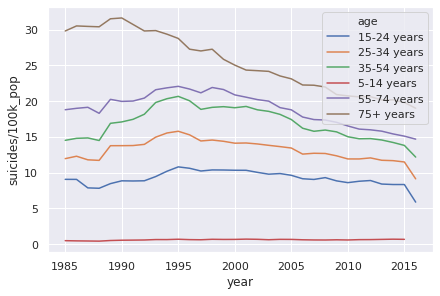 age
15-24 years
25-34 years
35-54 years
5-14 years
55-74 years
75+ years
suicides/100k_pop
30
25
20
15
10
5
0
1985
1990
1995
2000
2005
2010
2015
year